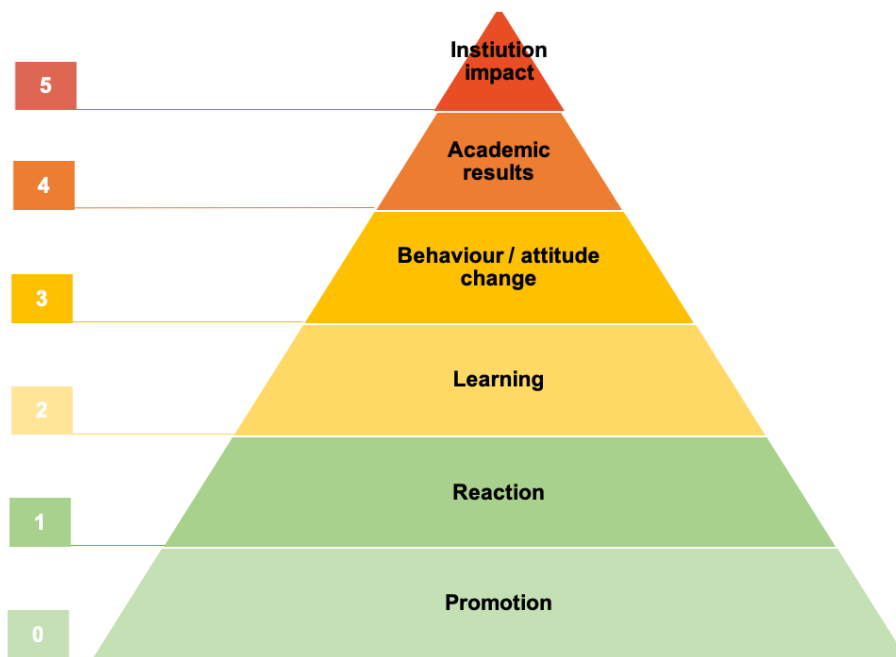 Instiution
impact
5
Academic
results
4
Behaviour / attitude
change
3
Learning
2
Reaction
1
Promotion
0